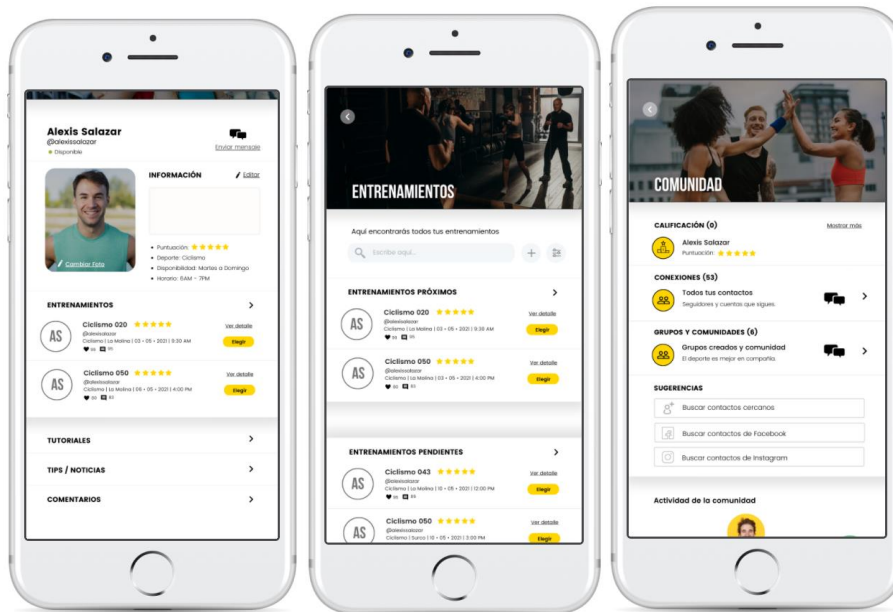 Alexis Salazar
@alexissalazar
Disponible
Enviar mensaje
INFORMACIÓN
Editar
Cambiar Foto
Puntuación:
Deporte: Ciclismo
Disponibilidad: Martes a Domingo
Horario: 6AM - 7PM
ENTRENAMIENTOS
AS
Ciclismo 020
Ver detalle
@alexissalazar
Ciclismo | La Molina | 03 • 05 • 2021 | 9:30 AM
Elegir
AS
Ciclismo 050
Ver detalle
@alexissalazar
Ciclismo | La Molina | 05 • 05 • 2021 | 4:00 PM
Elegir
TUTORIALES
TIPS / NOTICIAS
COMENTARIOS
ENTRENAMIENTOS
Aquí encontrarás todos tus entrenamientos
Escribe aquí...
ENTRENAMIENTOS PRÓXIMOS
AS
Ciclismo 020
Ver detalle
@alexissalazar
Ciclismo | La Molina | 02 • 05 • 2021 | 9:30 AM
Elegir
AS
Ciclismo 050
Ver detalle
@alexissalazar
Ciclismo | La Molina | 03 • 05 • 2021 | 4:00 PM
Elegir
ENTRENAMIENTOS PENDIENTES
AS
Ciclismo 043
Ver detalle
@alexissalazar
Ciclismo | La Molina | 10 • 05 • 2021 | 12:00 PM
Elegir
AS
Ciclismo 050
Ver detalle
@alexissalazar
Ciclismo | Surco | 10 • 05 • 2021 | 2:00 PM
Elegir
COMUNIDAD
CALIFICACIÓN (0)
Mostrar más
Alexis Salazar
Puntuación
CONEXIONES (53)
Todos tus contactos
Seguidores y cuentas que sigues.
GRUPOS Y COMUNIDADES (6)
Grupos creados y comunidad
El deporte es mejor en compañía.
SUGERENCIAS
Buscar contactos cercanos
Buscar contactos de Facebook
Buscar contactos de Instagram
Actividad de la comunidad